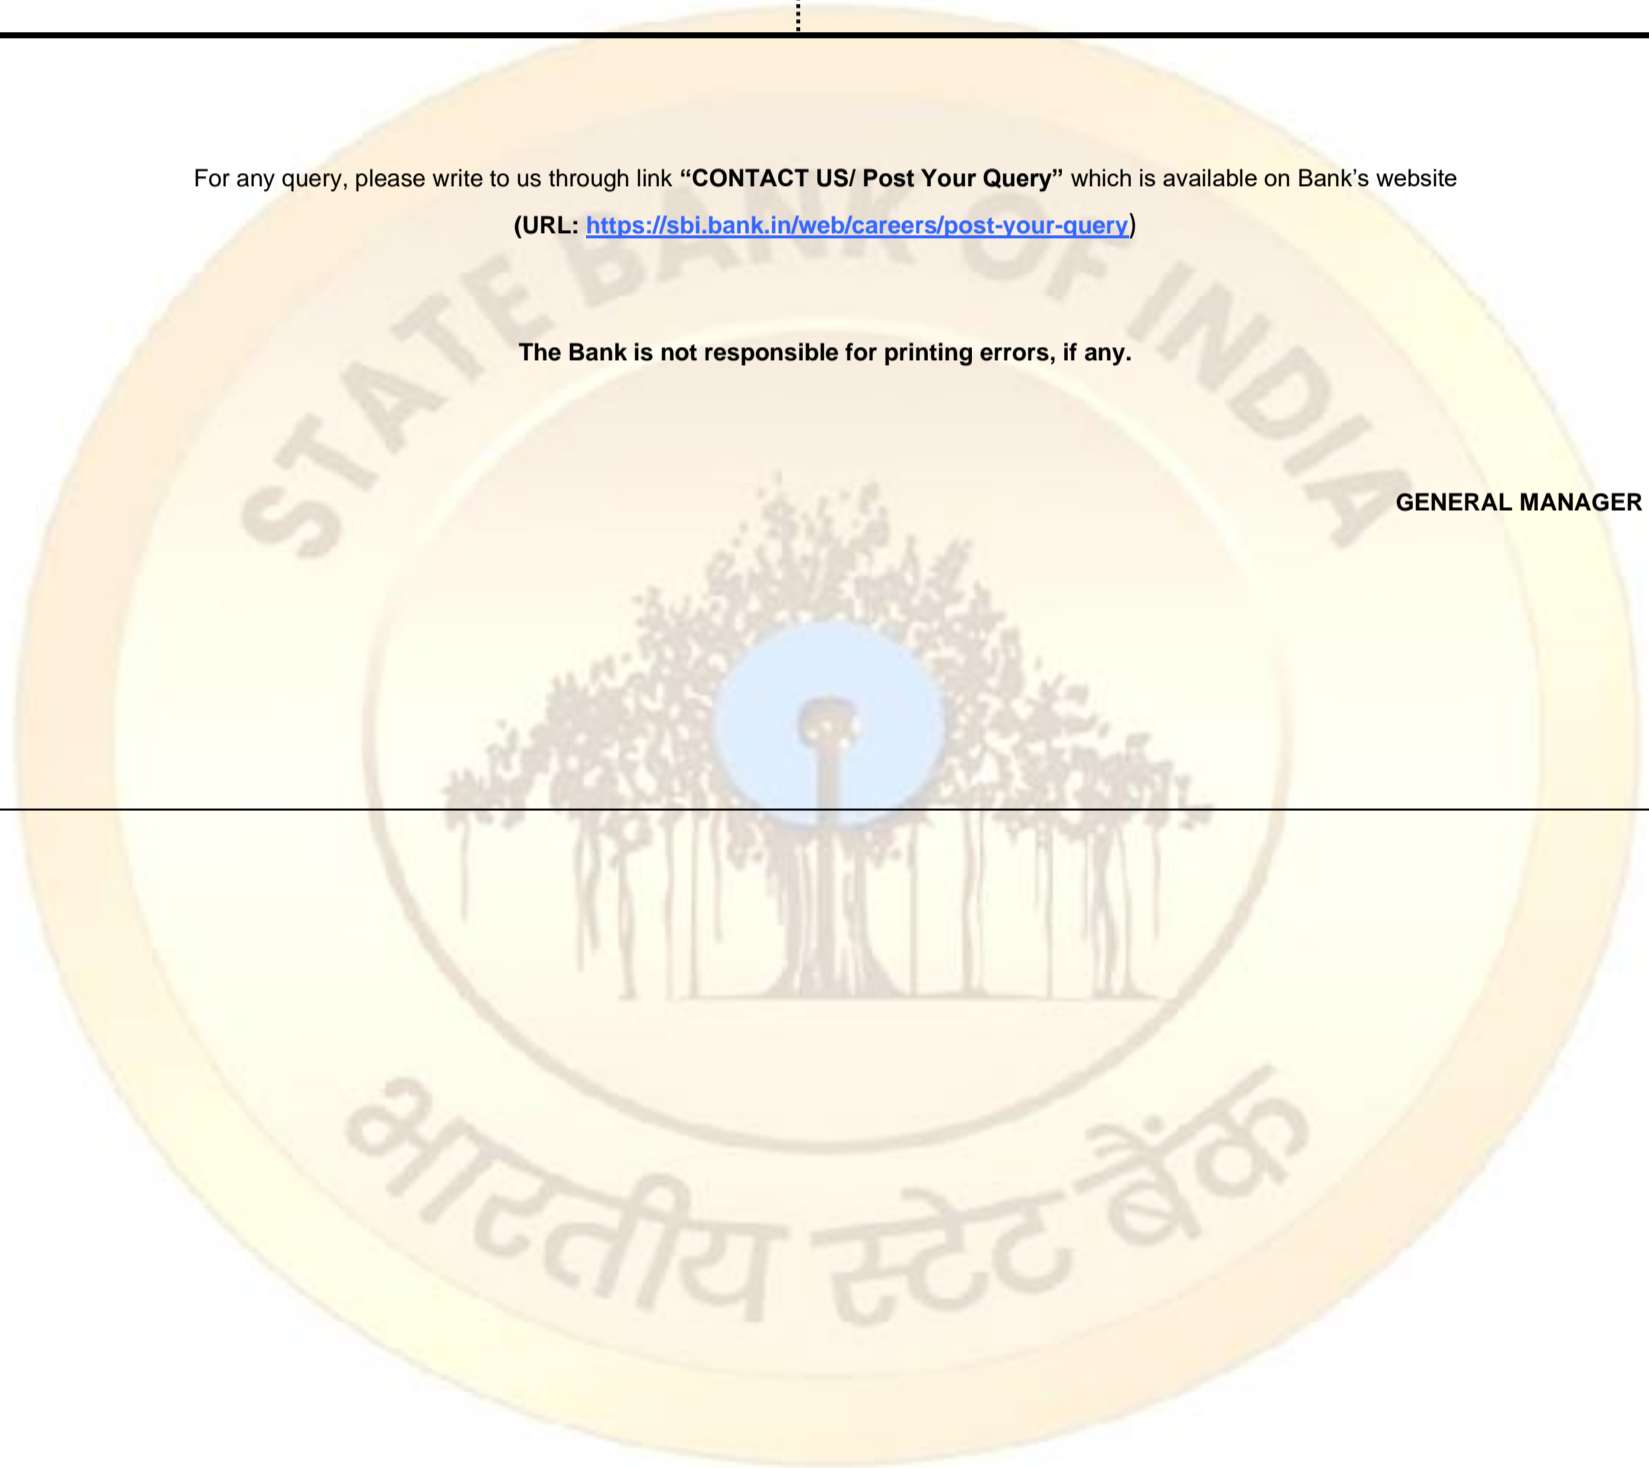 For any query, please write to us through link “CONTACT US/ Post Your Query” which is available on Bank’s website
(URL: https://sbi.bank.in/web/careers/post-your-query)
STATE BANK OF INDIA
The Bank is not responsible for printing errors, if any.
GENERAL MANAGER
भारतीय स्टेट बैंक